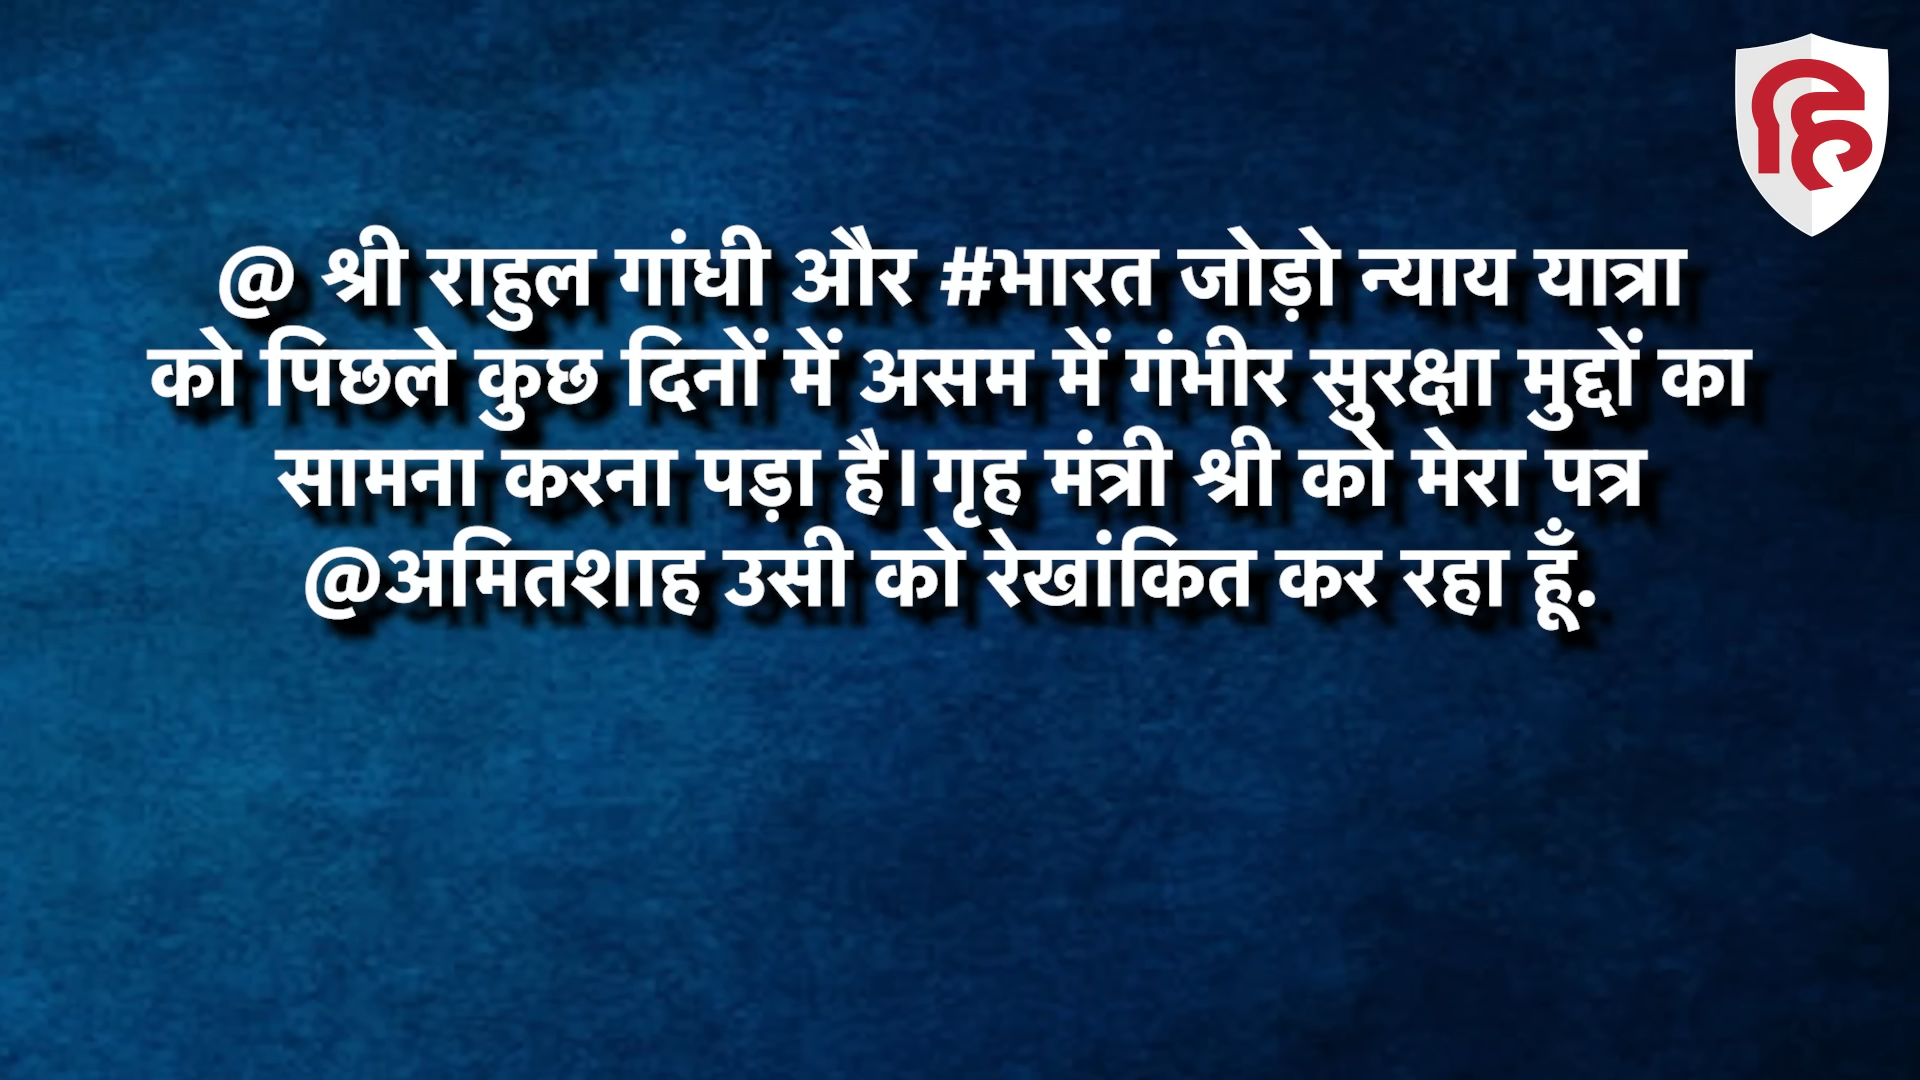 @ श्री राहुल गांधी और #भारत जोड़ो न्याय यात्रा
को पिछले कुछ दिनों में असम में गंभीर सुरक्षा मुद्दों का
सामना करना पड़ा है।गृह मंत्री श्री को मेरा पत्र
@अमितशाह उसी को रेखांकित कर रहा हूँ.
हि